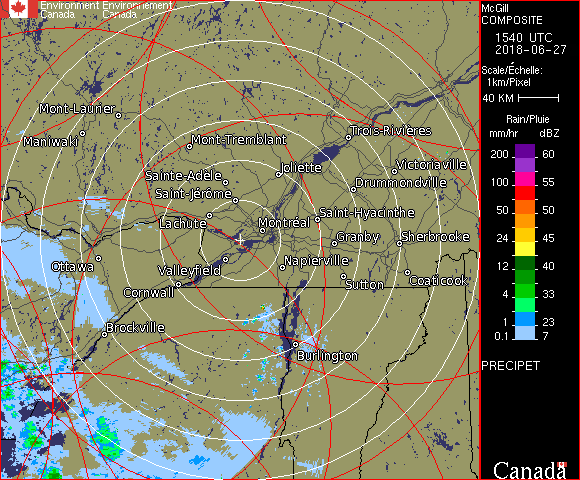 Environment Environnement
Canada Canada
Mont-Laurier
Maniwaki
Mont-Tremblant
Trois-Rivières
Joliette
Victoriaville
Sainte-Adèle
Drummondville
Saint-Jérôme
Lachute
Saint-Hyacinthe
Montréal
Granby
Sherbrooke
Ottawa
Valleyfield
Napierville
Cornwall
Sutton
Coaticook
Brockville
Burlington
McGill
COMPOSITE
1540 UTC
2018-06-27
Scale/Échelle:
1km/Pixel
40 KM
Rain/Pluie
mm/hr dBZ
200 60
55
100 55
50 50
24 45
12 40
4 33
1.0 23
0.1 7
PRECIPET
Canada